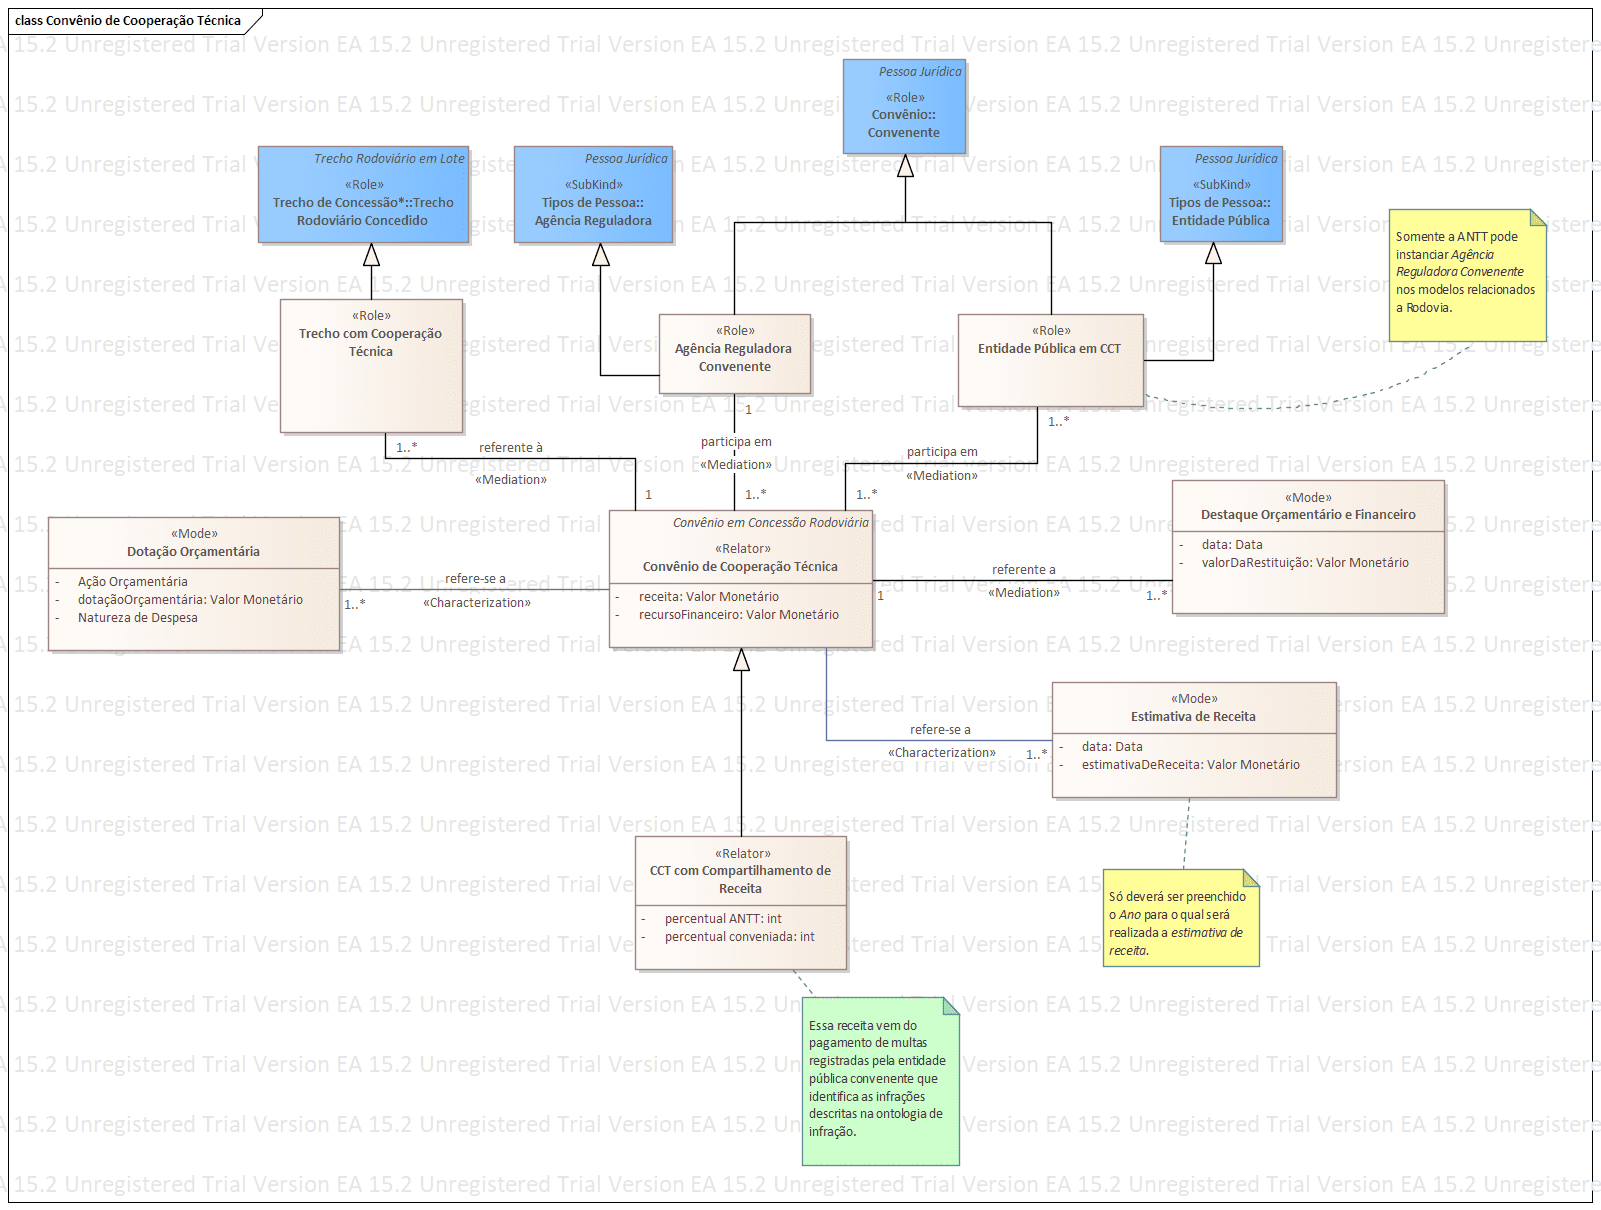 class Convênio de Cooperação Técnica
EA 15.2 Unregistered Trial Version
Pessoa Jurídica
«Role»
Convênio::
Convenente
Trecho Rodoviário em Lote
«Role»
Trecho de Concessão*::Trecho
Rodoviário Concedido
Pessoa Jurídica
«SubKind»
Tipos de Pessoa::
Agência Reguladora
Pessoa Jurídica
«SubKind»
Tipos de Pessoa::
Entidade Pública
Somente a ANTT pode
instanciar Agência
Reguladora Convenente
nos modelos relacionados
a Rodovia.
«Role»
Trecho com Cooperação
Técnica
«Role»
Agência Reguladora
Convenente
«Role»
Entidade Pública em CCT
1..*
referente à
«Mediation»
1
1
participa em
«Mediation»
1..*
1..*
participa em
«Mediation»
1..*
«Mode»
Dotação Orçamentária
- Ação Orçamentária
- dotaçãoOrçamentária: Valor Monetário
- Natureza de Despesa
refere-se a
1..*
«Characterization»
Convênio em Concessão Rodoviária
«Relator»
Convênio de Cooperação Técnica
- receita: Valor Monetário
- recursoFinanceiro: Valor Monetário
referente a
1
«Mediation»
1..*
«Mode»
Destaque Orçamentário e Financeiro
- data: Data
- valorDaRestituição: Valor Monetário
refere-se a
«Characterization»
1..*
«Mode»
Estimativa de Receita
- data: Data
- estimativaDeReceita: Valor Monetário
«Relator»
CCT com Compartilhamento de
Receita
- percentual ANTT: int
- percentual conveniada: int
Só deverá ser preenchido
o Ano para o qual será
realizada a estimativa de
receita.
Essa receita vem do
pagamento de multas
registradas pela entidade
pública convenente que
identifica as infrações
descritas na ontologia de
infração.